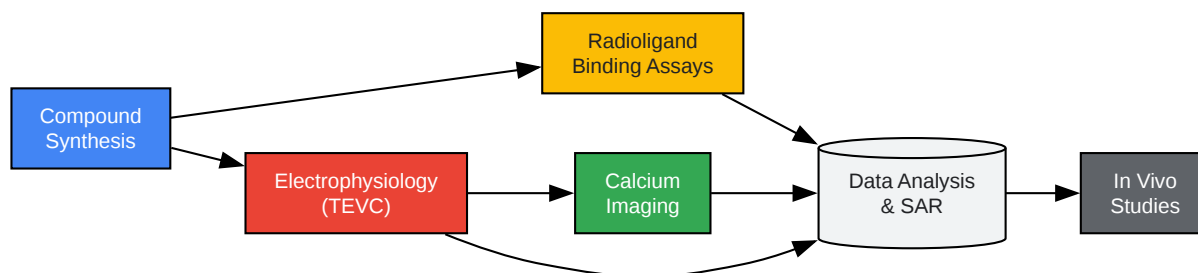 Radioligand
Binding Assays
Compound
Synthesis
Electrophysiology
(TEVC)
Calcium
Imaging
Data Analysis
& SAR
In Vivo
Studies